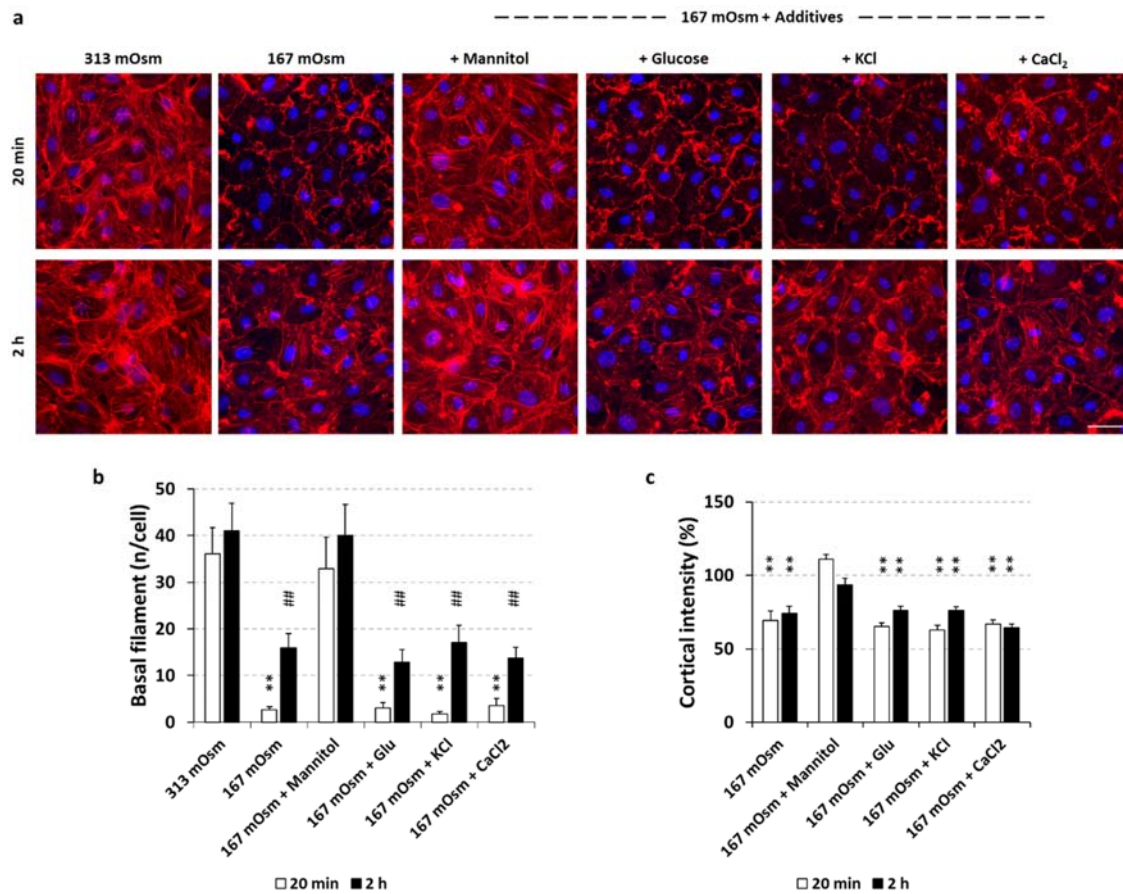 a
167 mOsm + Additives
313 mOsm 167 mOsm + Mannitol + Glucose + KCl + CaCl₂
20 min
2 h
b
Basal filament (n/cell)
50
40
30
20
10
0
** ## ** ## ** ## ** ##
313 mOsm
167 mOsm
167 mOsm + Mannitol
167 mOsm + Glu
167 mOsm + KCl
167 mOsm + CaCl2
20 min 2 h
c
Cortical intensity (%)
150
100
50
0
** ** ** ** ** ** ** **
167 mOsm
167 mOsm + Mannitol
167 mOsm + Glu
167 mOsm + KCl
167 mOsm + CaCl2
20 min 2 h